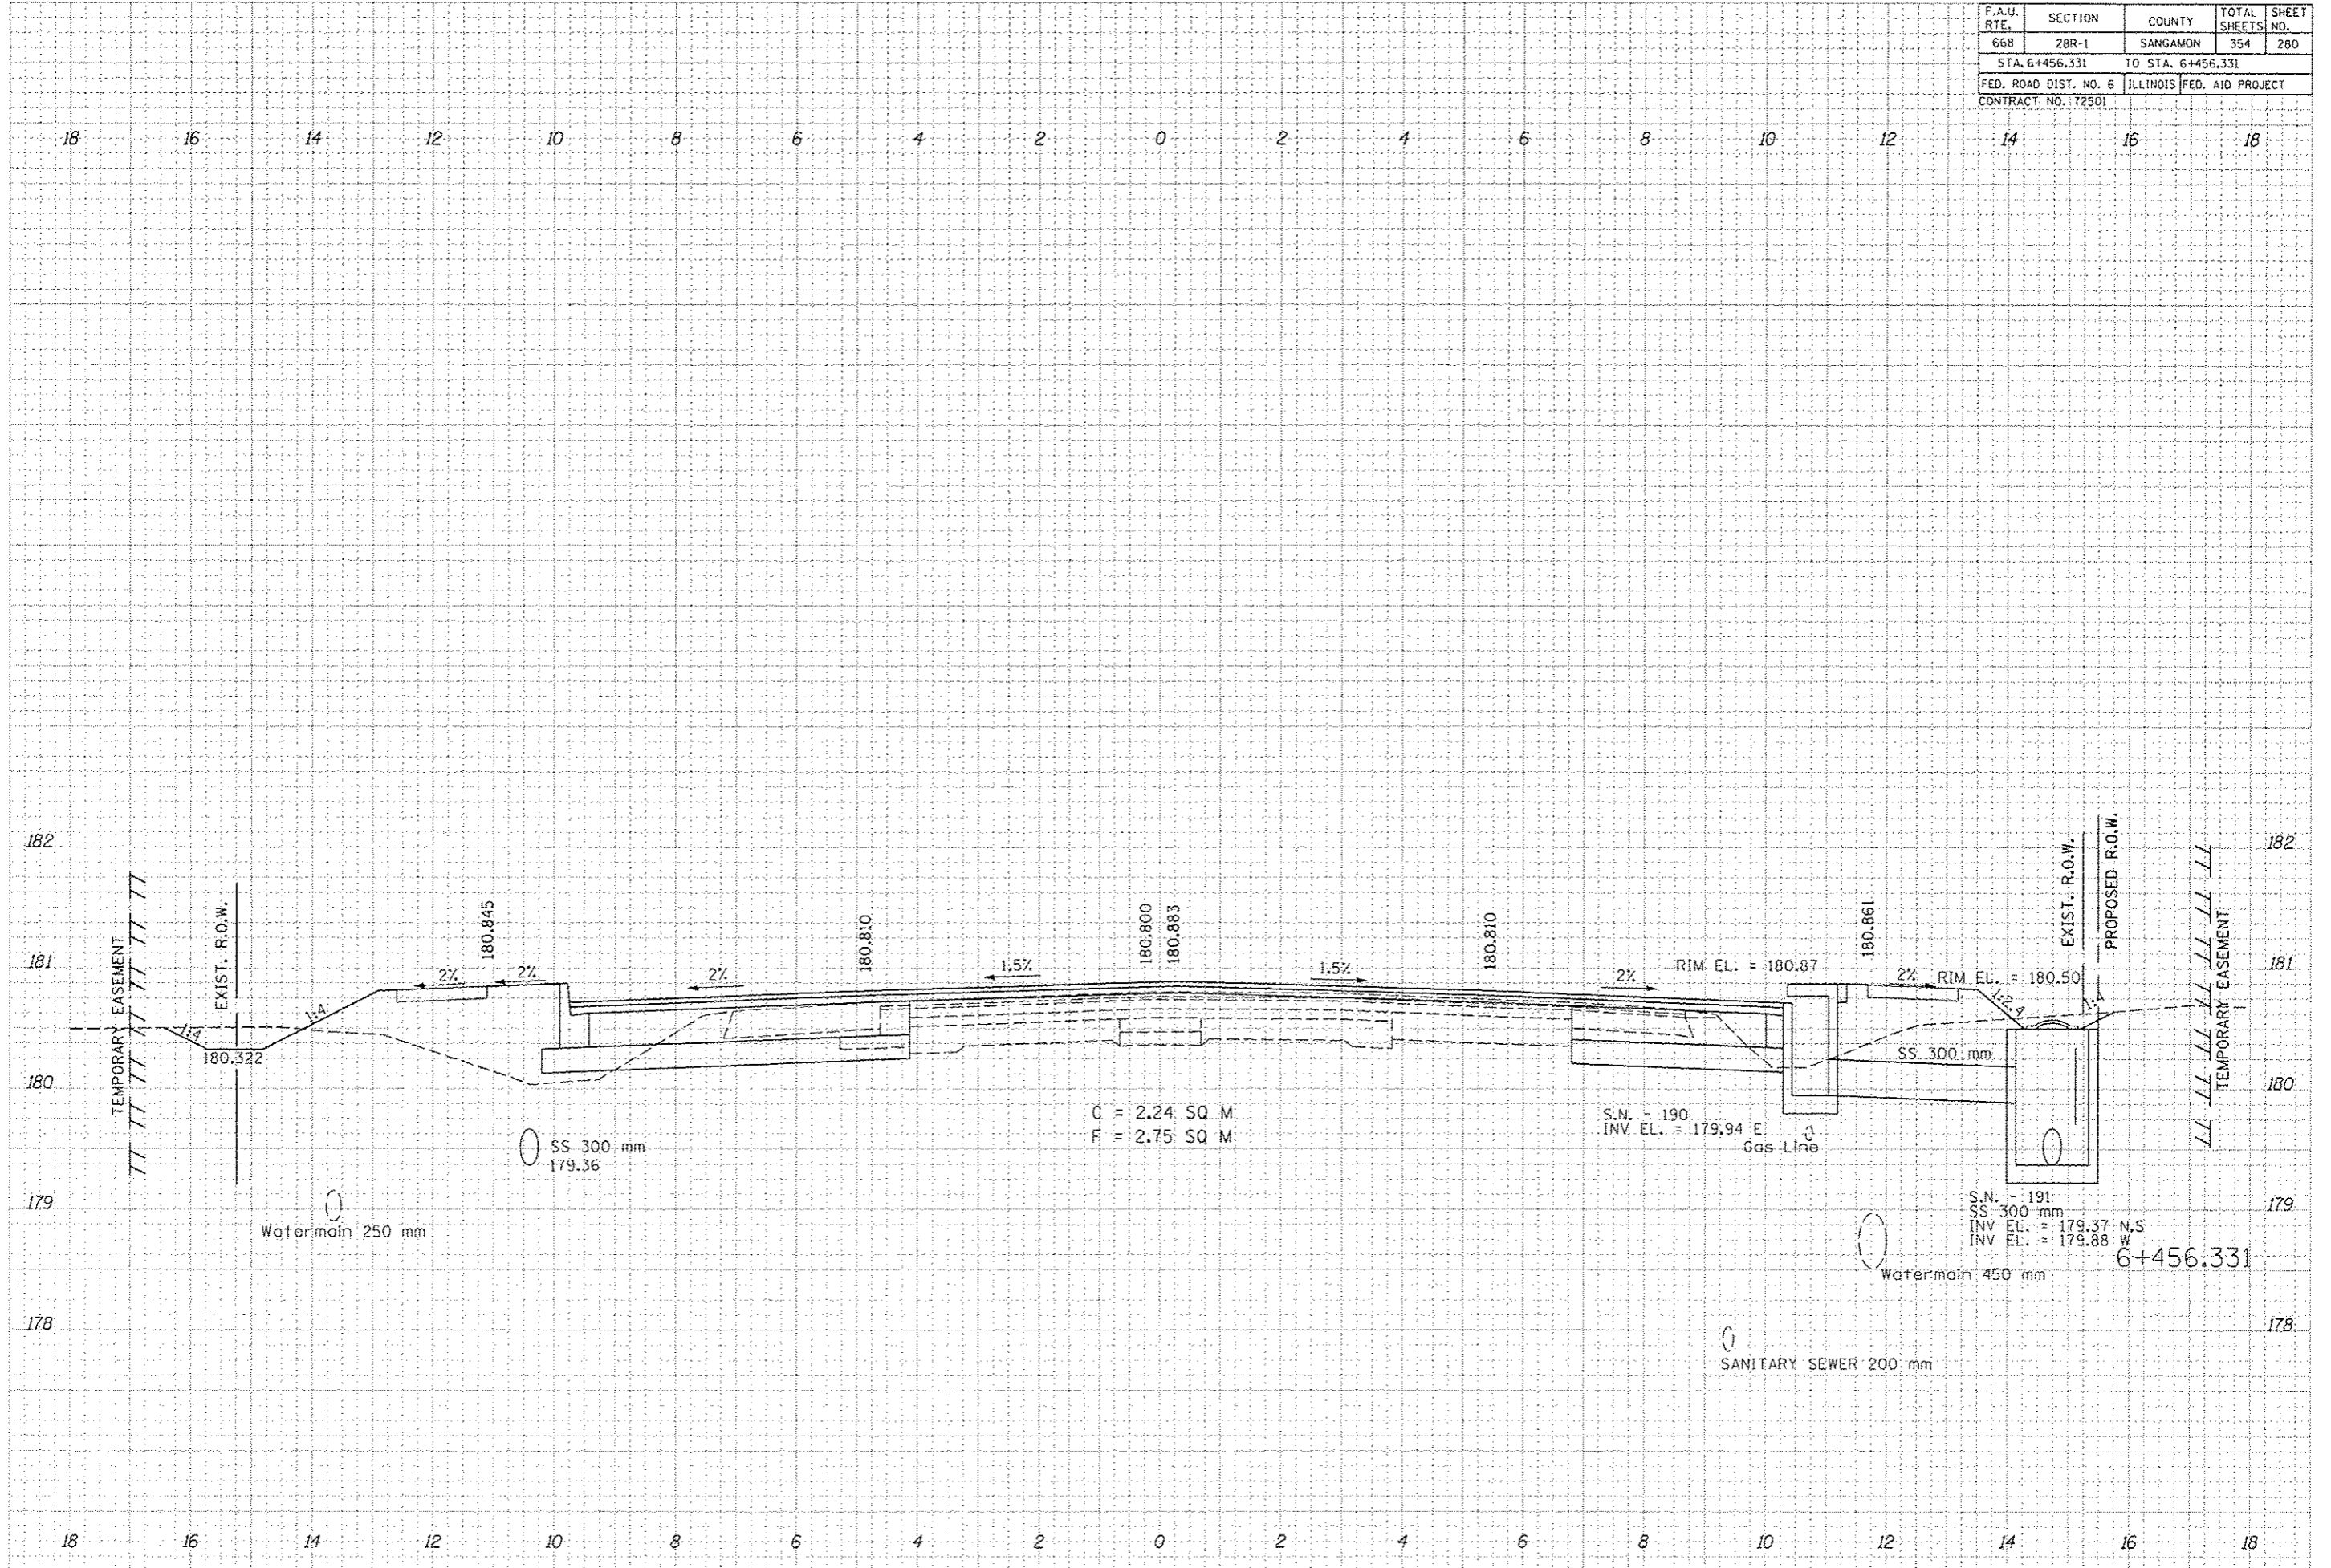 F.A.U. RTE. SECTION COUNTY TOTAL SHEETS SHEET NO.
668 28R-1 SANGAMON 354 280
STA. 6+456.331 TO STA. 6+456.331
FED. ROAD DIST. NO. 6 ILLINOIS FED. AID PROJECT
CONTRACT NO. 72501
18 16 14 12 10 8 6 4 2 0 2 4 6 8 10 12 14 16 18
182 182
181 181
180 180
179 179
178 178
TEMPORARY EASEMENT
EXIST. R.O.W.
1:4
180.322
1:4
2%
180.845
2%
2%
180.810
1.5%
180.800
180.883
1.5%
180.810
2%
RIM EL. = 180.87
180.861
2%
RIM EL. = 180.50
1:2.4
EXIST. R.O.W.
PROPOSED R.O.W.
1:4
TEMPORARY EASEMENT
SS 300 mm
C = 2.24 SQ M
F = 2.75 SQ M
SS 300 mm
179.36
Watermain 250 mm
S.N. - 190
INV EL. = 179.94 E
Gas Line
S.N. - 191
SS 300 mm
INV EL. = 179.37 N,S
INV EL. = 179.88 W
6+456.331
Watermain 450 mm
SANITARY SEWER 200 mm
18 16 14 12 10 8 6 4 2 0 2 4 6 8 10 12 14 16 18